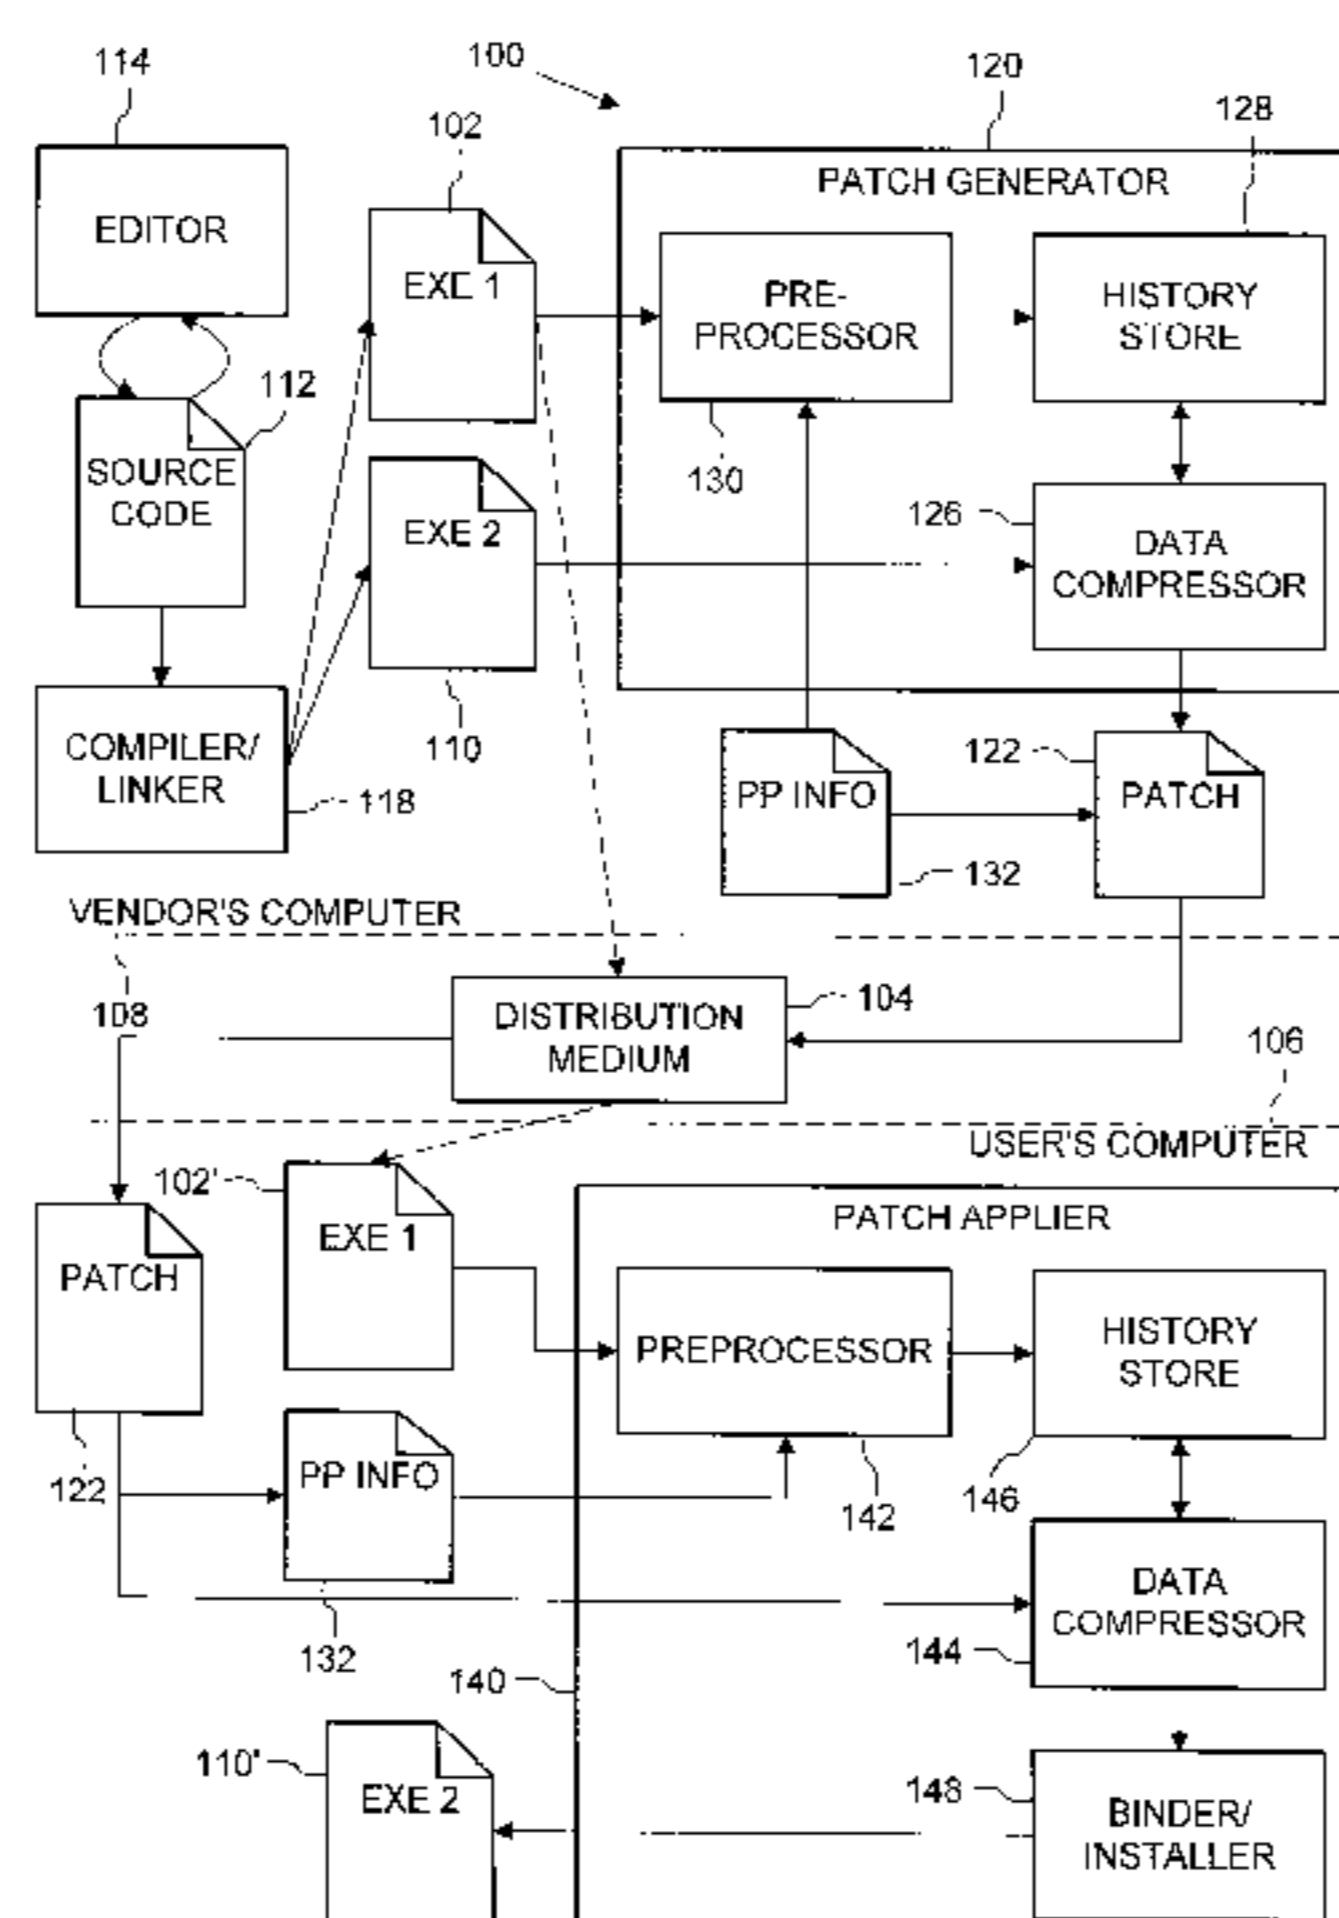 114
100
120
128
102
PATCH GENERATOR
EDITOR
EXE 1
PRE-
PROCESSOR
HISTORY
STORE
112
SOURCE
CODE
130
EXE 2
126
DATA
COMPRESSOR
110
COMPILER/
LINKER
118
PP INFO
122
PATCH
132
VENDOR'S COMPUTER
108
DISTRIBUTION
MEDIUM
104
106
USER'S COMPUTER
102'
PATCH APPLIER
EXE 1
PATCH
PREPROCESSOR
HISTORY
STORE
122
PP INFO
142
146
132
DATA
COMPRESSOR
144
140
110'
EXE 2
148
BINDER/
INSTALLER